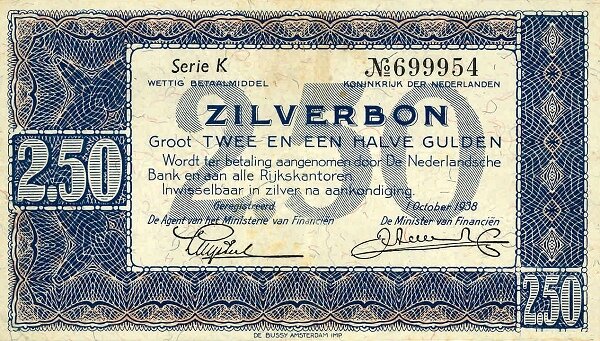 Serie K
№699954
WETTIG BETAALMIDDEL
KONINKRIJK DER NEDERLANDEN
250
ZILVERBON
Groot TWEE EN EEN HALVE GULDEN
Wordt ter betaling aangenomen door De Nederlandsche
Bank en aan alle Rijkskantoren.
Inwisselbaar in zilver na aankondiging.
2.50
Geregistreerd
1 October 1938
De Agent van het Ministerie van Financiën
De Minister van Financiën
2.50
DE BUSSY AMSTERDAM IMP.